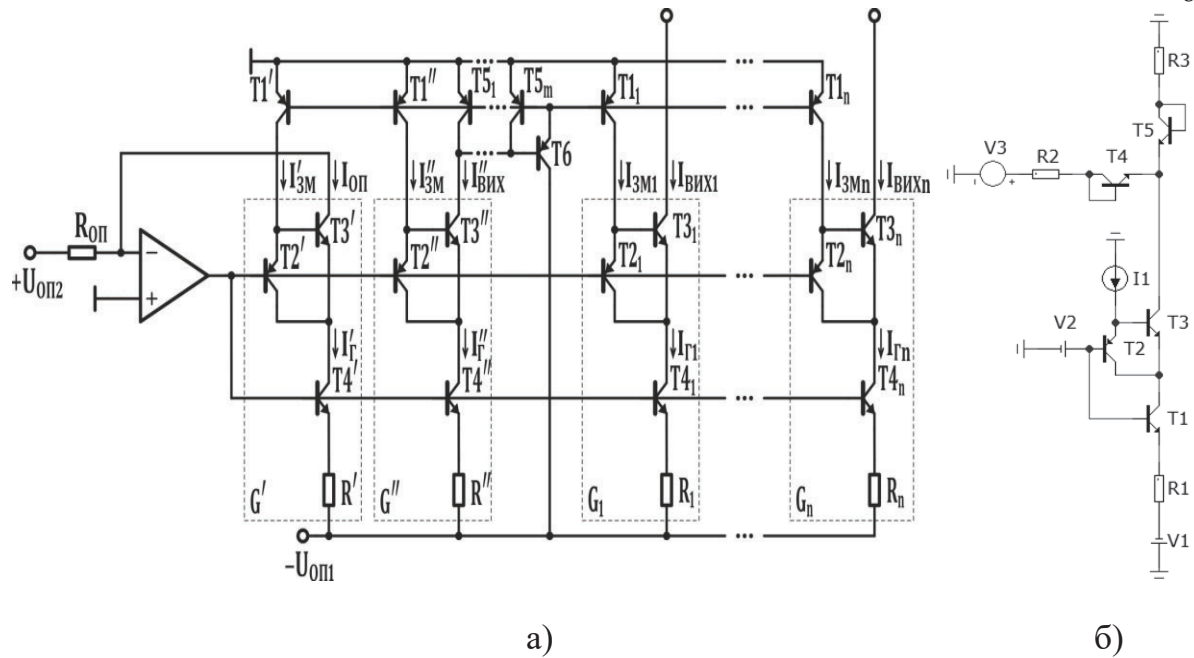 T1′ T1″ T5₁ T5ₘ T1₁ T1ₙ
T6
I′ЗМ IОП I″ЗМ I″ВИХ IЗМ1 IВИХ1 IЗМn IВИХn
RОП
+UОП2
−
+
T2′ T3′ T2″ T3″ T2₁ T3₁ T2ₙ T3ₙ
I′Г I″Г IГ1 IГn
T4′ T4″ T4₁ T4ₙ
G′ R′ G″ R″ G₁ R₁ Gₙ Rₙ
−UОП1
R3
T5
V3 R2 T4
- +
I1
V2 T2 T3
T1
R1
V1
а) б)